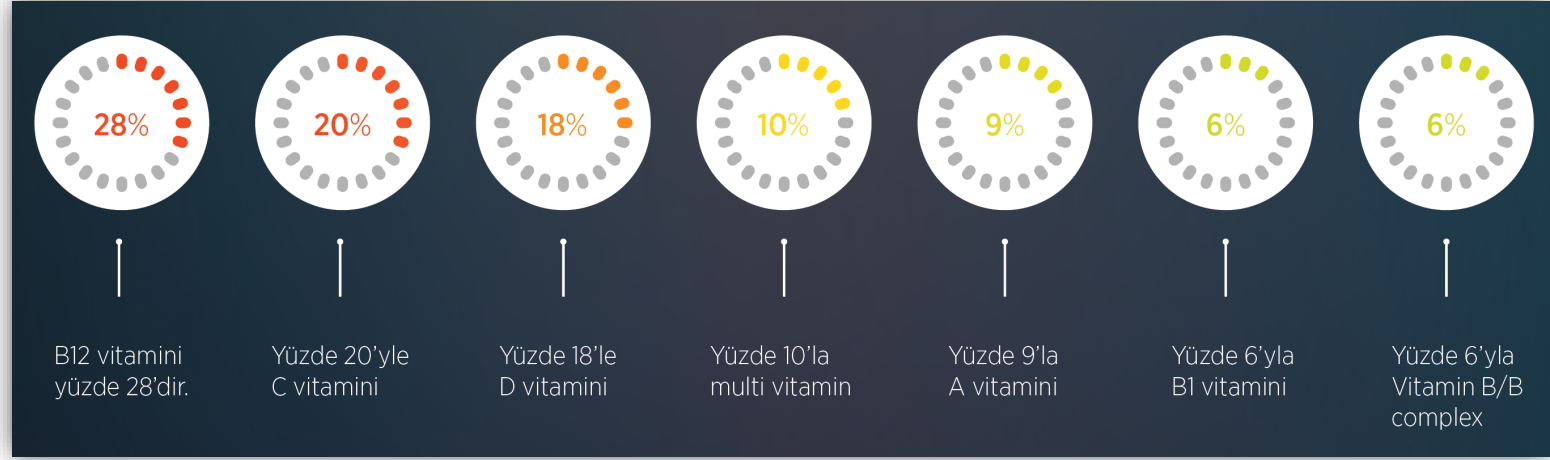 28%
20%
18%
10%
9%
6%
6%
B12 vitamini
yüzde 28'dir.
Yüzde 20'yle
C vitamini
Yüzde 18'le
D vitamini
Yüzde 10'la
multi vitamin
Yüzde 9'la
A vitamini
Yüzde 6'yla
B1 vitamini
Yüzde 6'yla
Vitamin B/B
complex